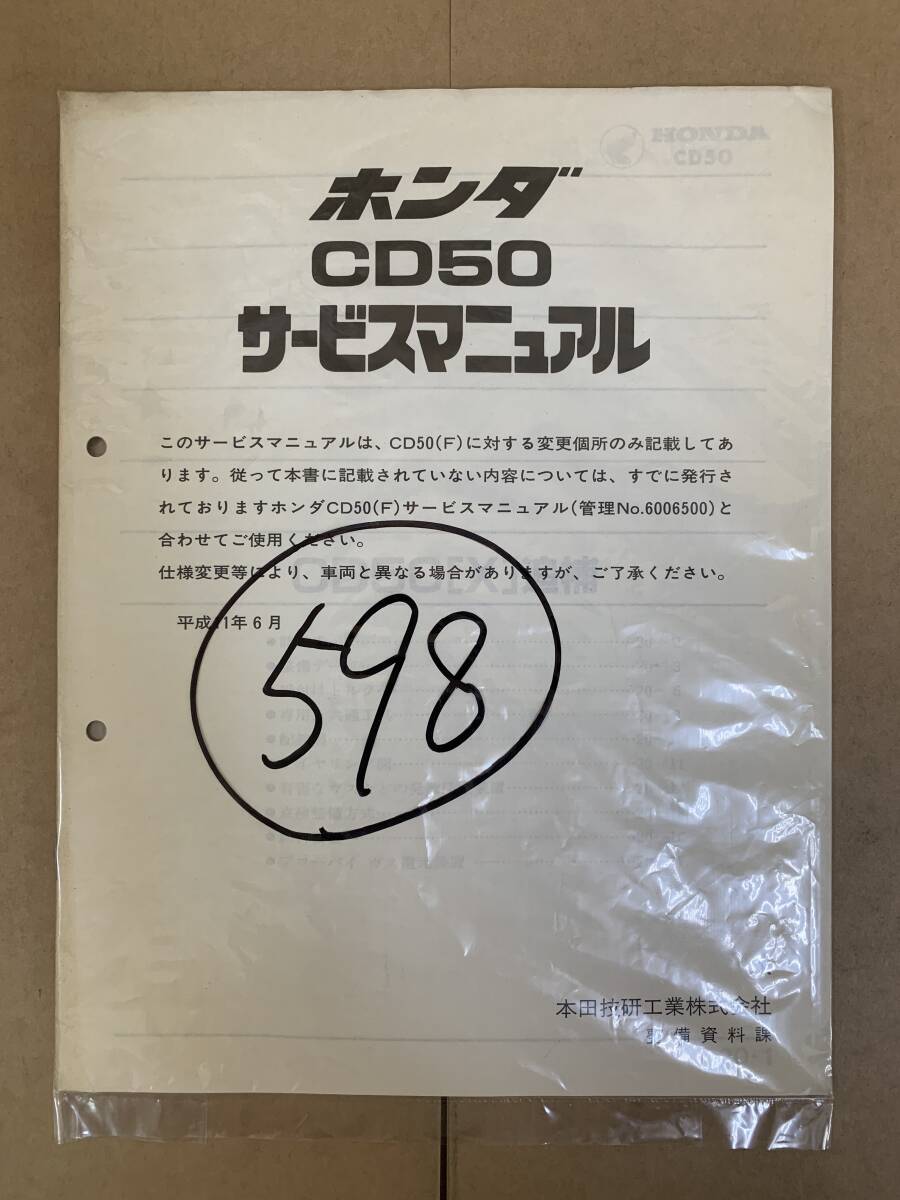 HONDA
CD50
ホンダ
CD50
サービスマニュアル
このサービスマニュアルは、CD50(F)に対する変更個所のみ記載してあ
ります。従って本書に記載されていない内容については、すでに発行さ
れておりますホンダCD50(F)サービスマニュアル(管理No.6006500)と
合わせてご使用ください。
仕様変更等により、車両と異なる場合がありますが、ご了承ください。
平成11年6月
598
本田技研工業株式会社
整備資料課